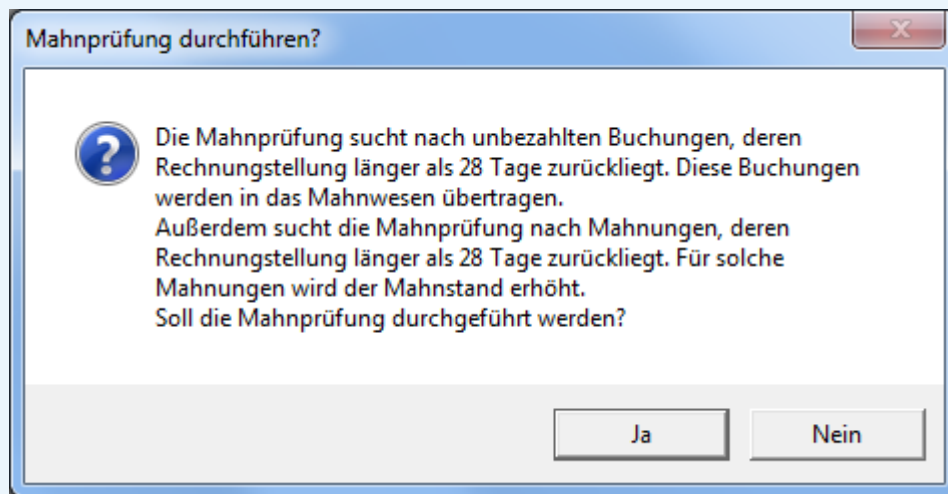 Mahnprüfung durchführen?
Die Mahnprüfung sucht nach unbezahlten Buchungen, deren
Rechnungstellung länger als 28 Tage zurückliegt. Diese Buchungen
werden in das Mahnwesen übertragen.
Außerdem sucht die Mahnprüfung nach Mahnungen, deren
Rechnungstellung länger als 28 Tage zurückliegt. Für solche
Mahnungen wird der Mahnstand erhöht.
Soll die Mahnprüfung durchgeführt werden?
Ja
Nein